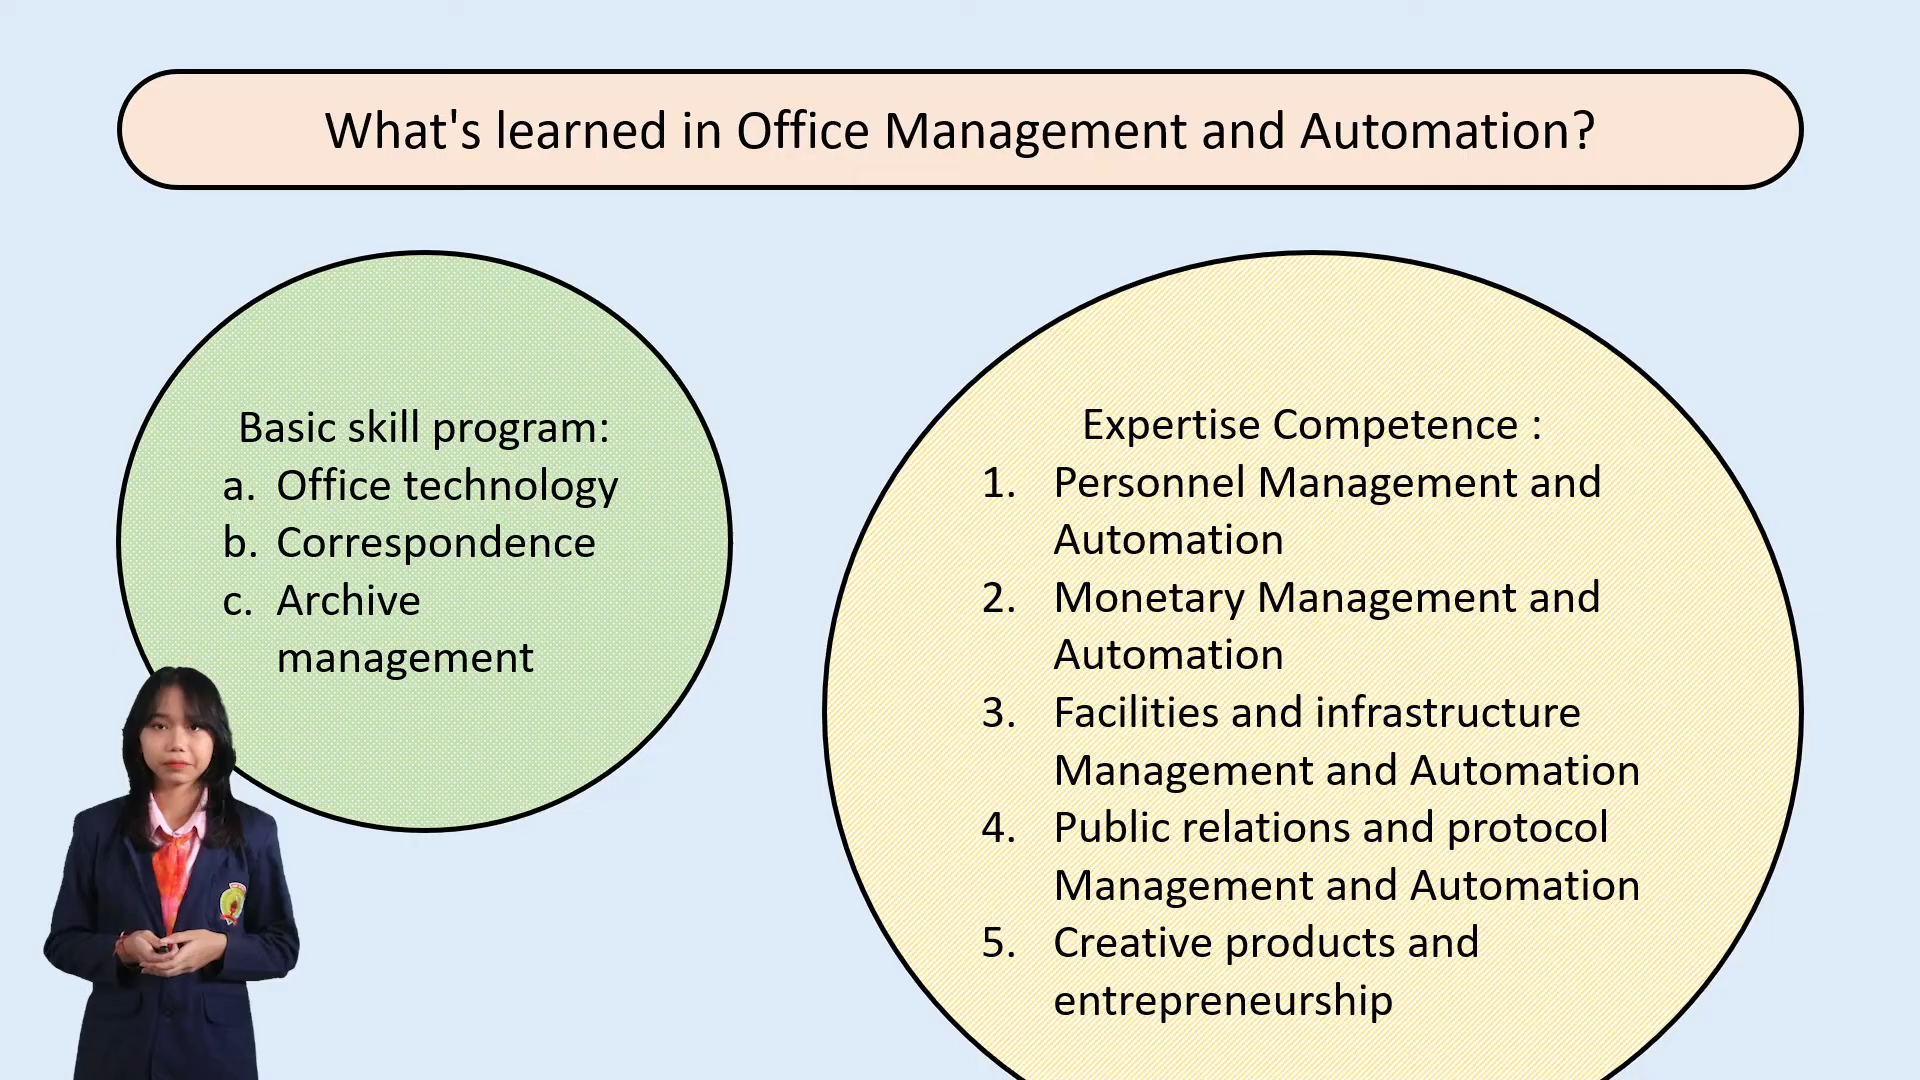 What's learned in Office Management and Automation?
Basic skill program:
a. Office technology
b. Correspondence
c. Archive
management
Expertise Competence :
1. Personnel Management and
Automation
2. Monetary Management and
Automation
3. Facilities and infrastructure
Management and Automation
4. Public relations and protocol
Management and Automation
5. Creative products and
entrepreneurship